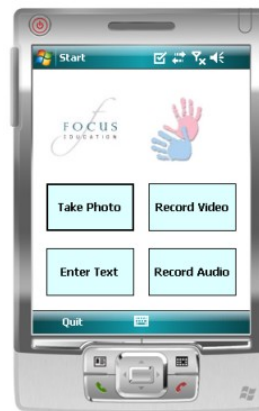 Start
FOCUS
EDUCATION
Take Photo
Record Video
Enter Text
Record Audio
Quit